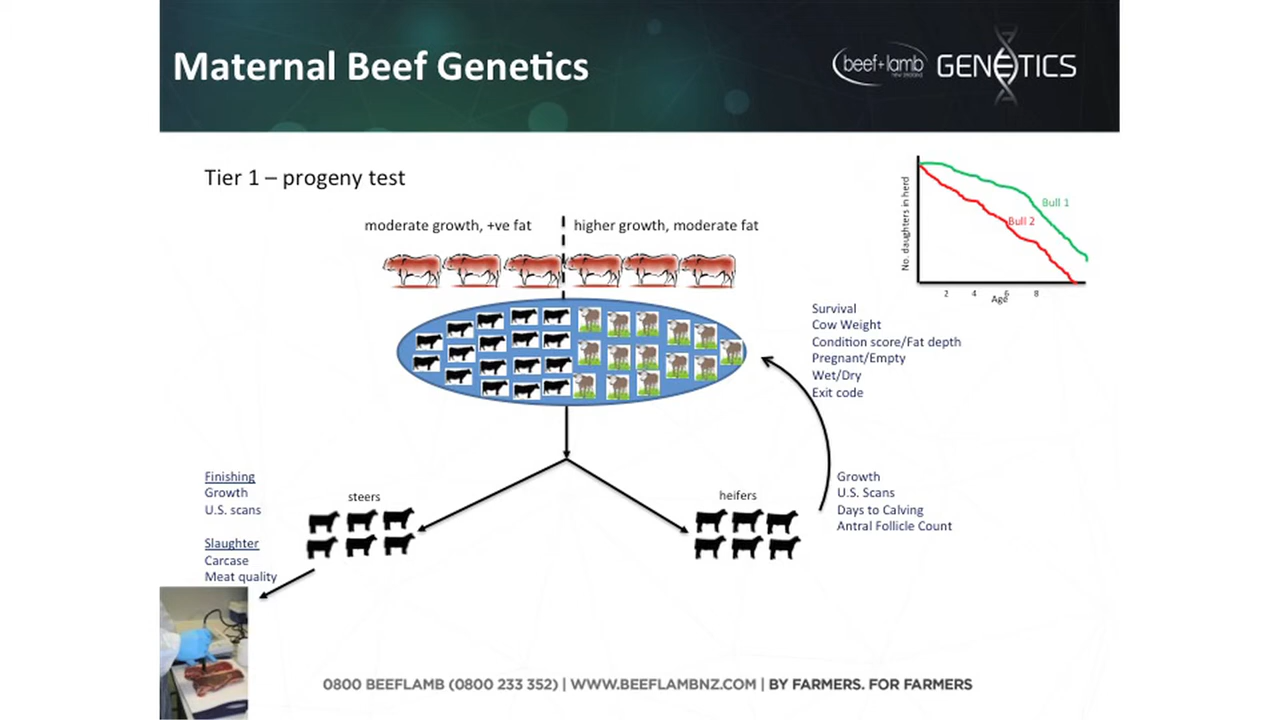 Maternal Beef Genetics
beef+lamb
new zealand
GENETICS
Tier 1 – progeny test
moderate growth, +ve fat
higher growth, moderate fat
No. daughters in herd
Bull 1
Bull 2
2 4 6 8
Age
Survival
Cow Weight
Condition score/Fat depth
Pregnant/Empty
Wet/Dry
Exit code
Finishing
Growth
U.S. scans
Slaughter
Carcase
Meat quality
steers
heifers
Growth
U.S. Scans
Days to Calving
Antral Follicle Count
0800 BEEFLAMB (0800 233 352) | WWW.BEEFLAMBNZ.COM | BY FARMERS. FOR FARMERS